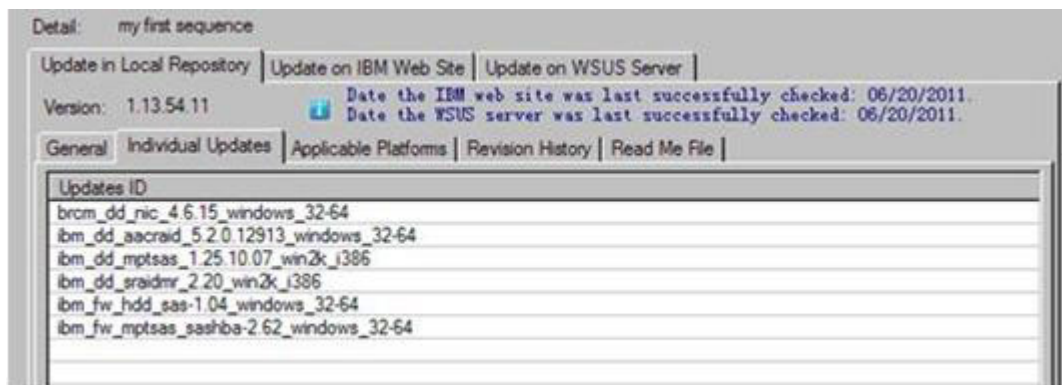 Detail: my first sequence
Update in Local Repository Update on IBM Web Site Update on WSUS Server
Version: 1.13.54.11 Date the IBM web site was last successfully checked: 06/20/2011.
Date the WSUS server was last successfully checked: 06/20/2011.
General Individual Updates Applicable Platforms Revision History Read Me File
Updates ID
brcm_dd_nic_4.6.15_windows_32-64
ibm_dd_aacraid_5.2.0.12913_windows_32-64
ibm_dd_mptsas_1.25.10.07_win2k_i386
ibm_dd_sraidmr_2.20_win2k_i386
ibm_fw_hdd_sas-1.04_windows_32-64
ibm_fw_mptsas_sashba-2.62_windows_32-64